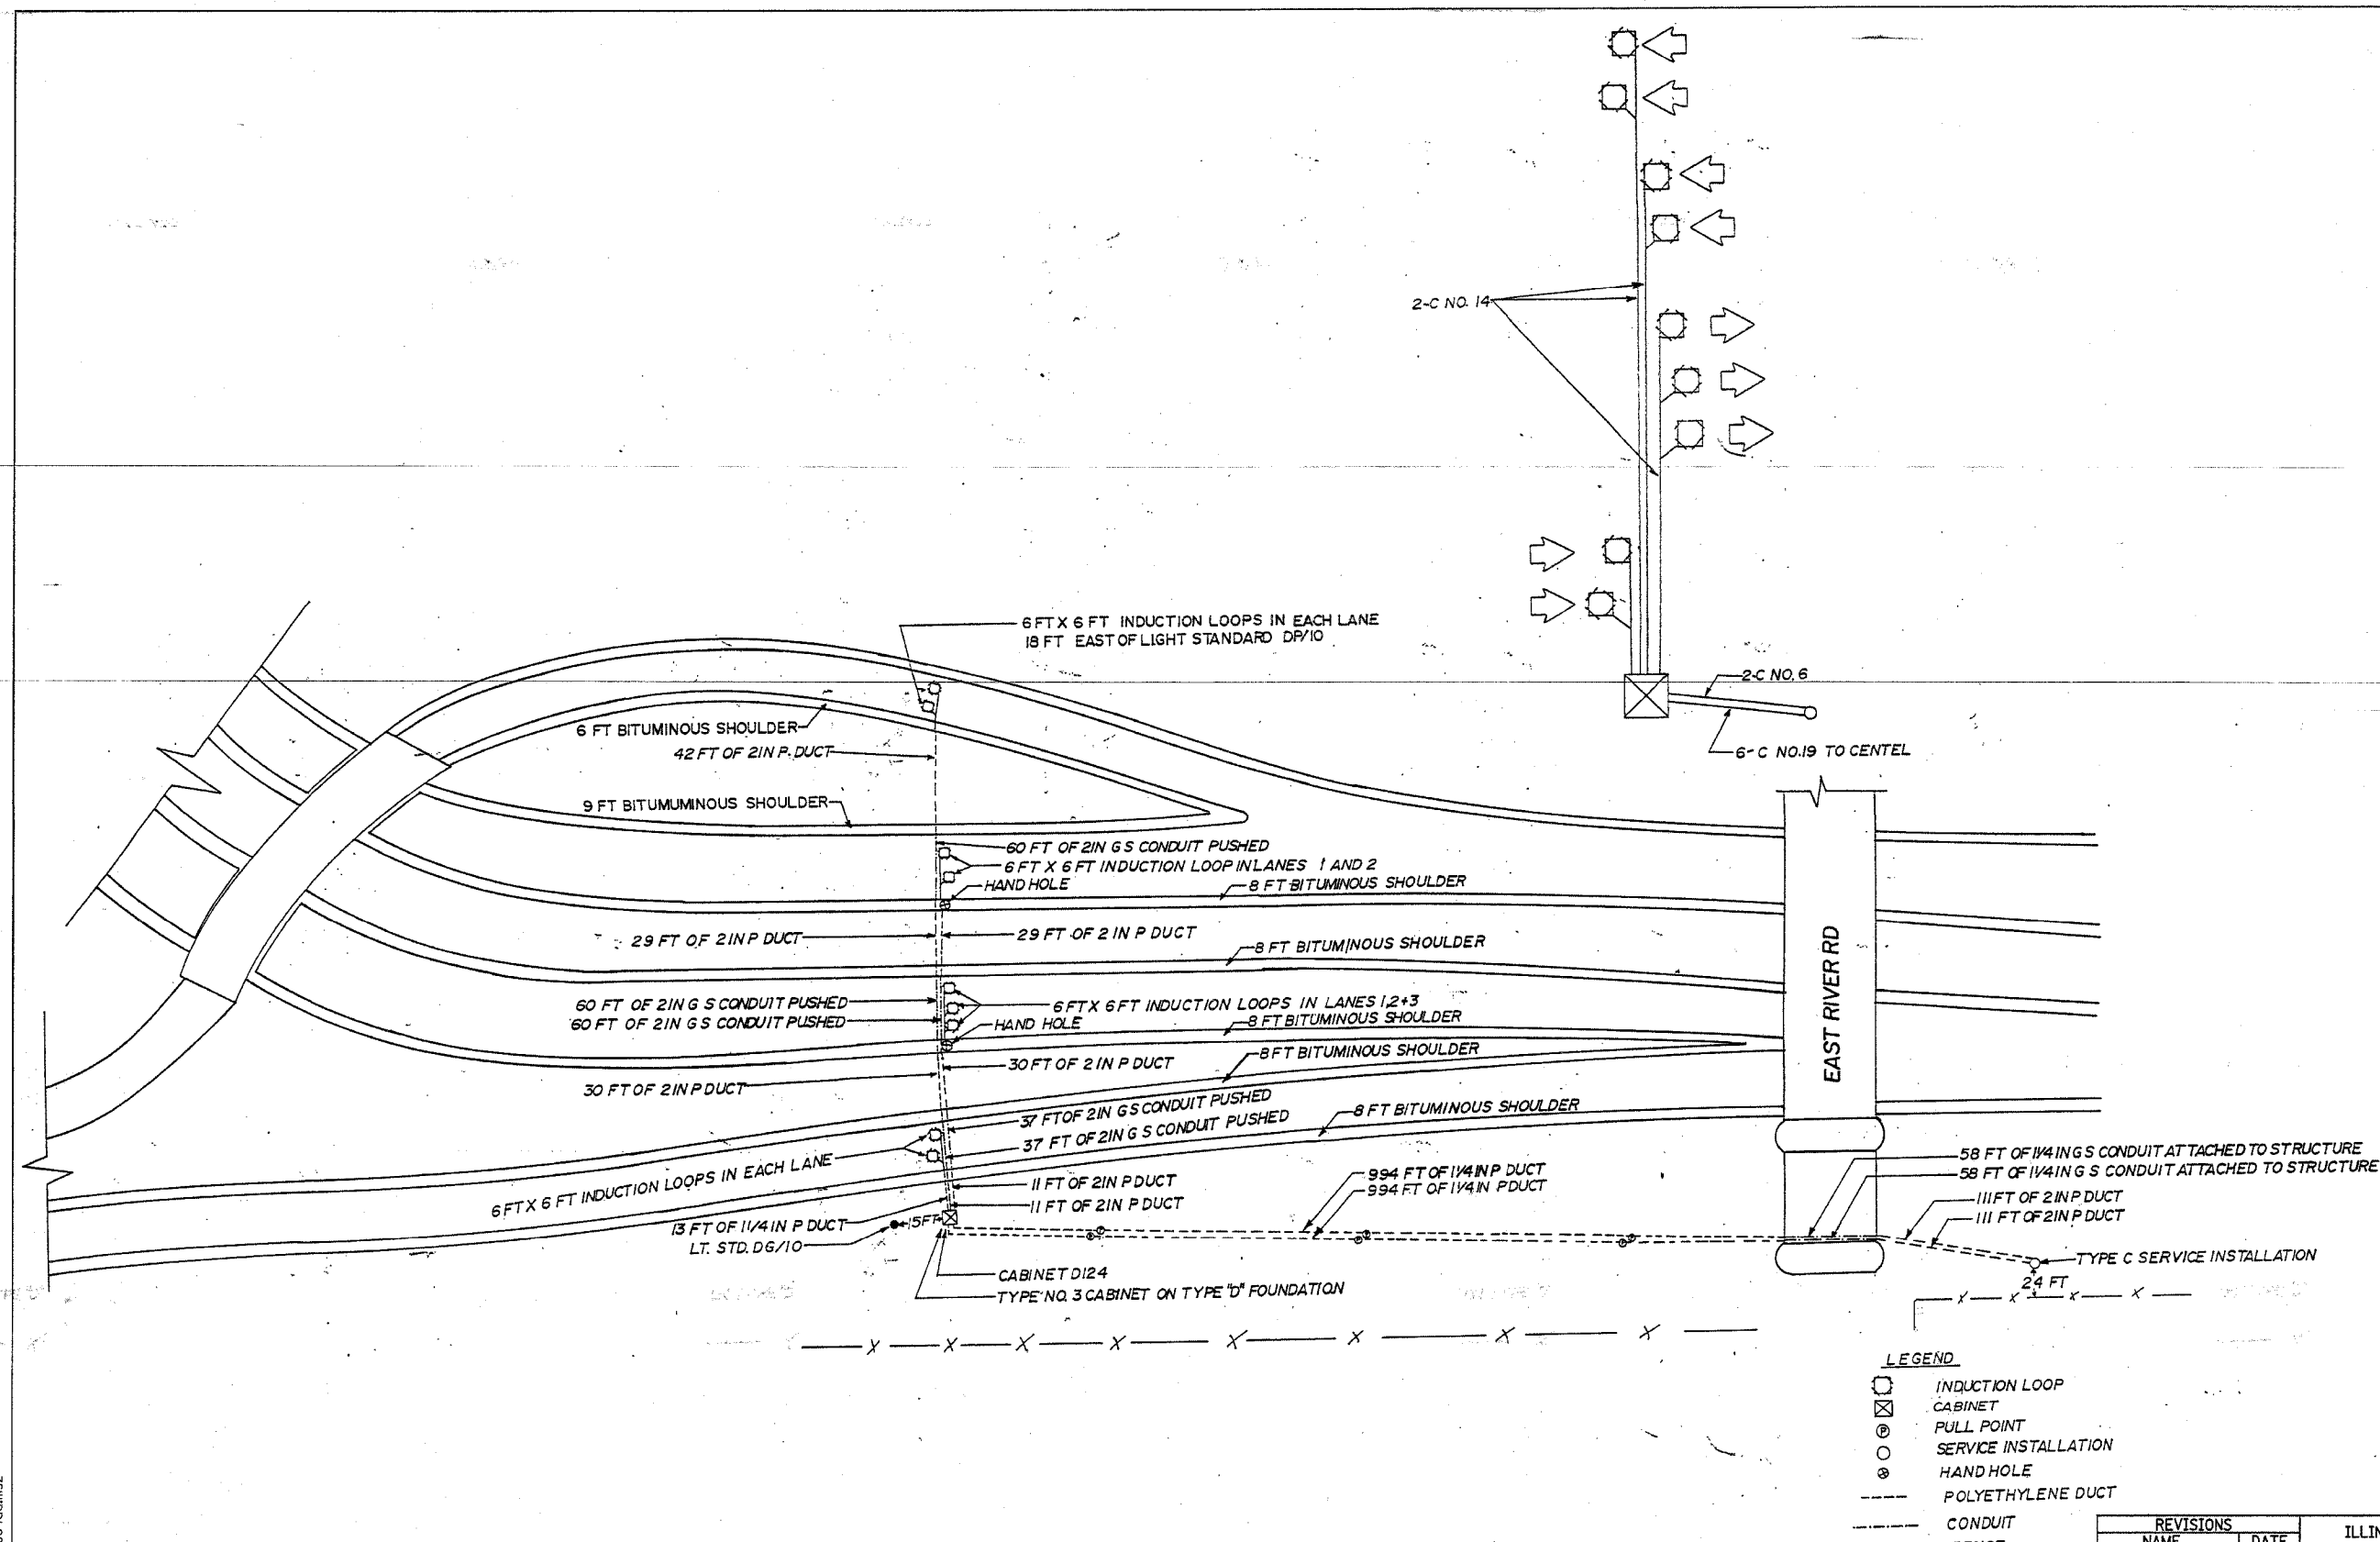 2-C NO. 14
6 FT X 6 FT INDUCTION LOOPS IN EACH LANE
18 FT EAST OF LIGHT STANDARD DP/10
2-C NO. 6
6-C NO.19 TO CENTEL
6 FT BITUMINOUS SHOULDER
42 FT OF 2IN P. DUCT
9 FT BITUMUMINOUS SHOULDER
60 FT OF 2IN G S CONDUIT PUSHED
6 FT X 6 FT INDUCTION LOOP IN LANES 1 AND 2
HAND HOLE
8 FT BITUMINOUS SHOULDER
29 FT OF 2IN P DUCT
29 FT OF 2 IN P DUCT
8 FT BITUMINOUS SHOULDER
EAST RIVER RD
60 FT OF 2IN G S CONDUIT PUSHED
60 FT OF 2IN G S CONDUIT PUSHED
6 FT X 6 FT INDUCTION LOOPS IN LANES 1,2+3
HAND HOLE
8 FT BITUMINOUS SHOULDER
8 FT BITUMINOUS SHOULDER
30 FT OF 2 IN P DUCT
30 FT OF 2IN P DUCT
37 FT OF 2IN G S CONDUIT PUSHED
37 FT OF 2IN G S CONDUIT PUSHED
8 FT BITUMINOUS SHOULDER
6 FT X 6 FT INDUCTION LOOPS IN EACH LANE
58 FT OF 1 1/4 IN G S CONDUIT ATTACHED TO STRUCTURE
58 FT OF 1 1/4 IN G S CONDUIT ATTACHED TO STRUCTURE
994 FT OF 1 1/4 IN P DUCT
994 FT OF 1 1/4 IN P DUCT
11 FT OF 2IN P DUCT
11 FT OF 2IN P DUCT
111 FT OF 2IN P DUCT
111 FT OF 2IN P DUCT
13 FT OF 1 1/4 IN P DUCT
15FT
LT. STD. DG/10
TYPE C SERVICE INSTALLATION
24 FT
CABINET D124
TYPE NO. 3 CABINET ON TYPE "D" FOUNDATION
LEGEND
INDUCTION LOOP
CABINET
P PULL POINT
SERVICE INSTALLATION
HAND HOLE
POLYETHYLENE DUCT
CONDUIT
REVISIONS
NAME DATE
ILLIN